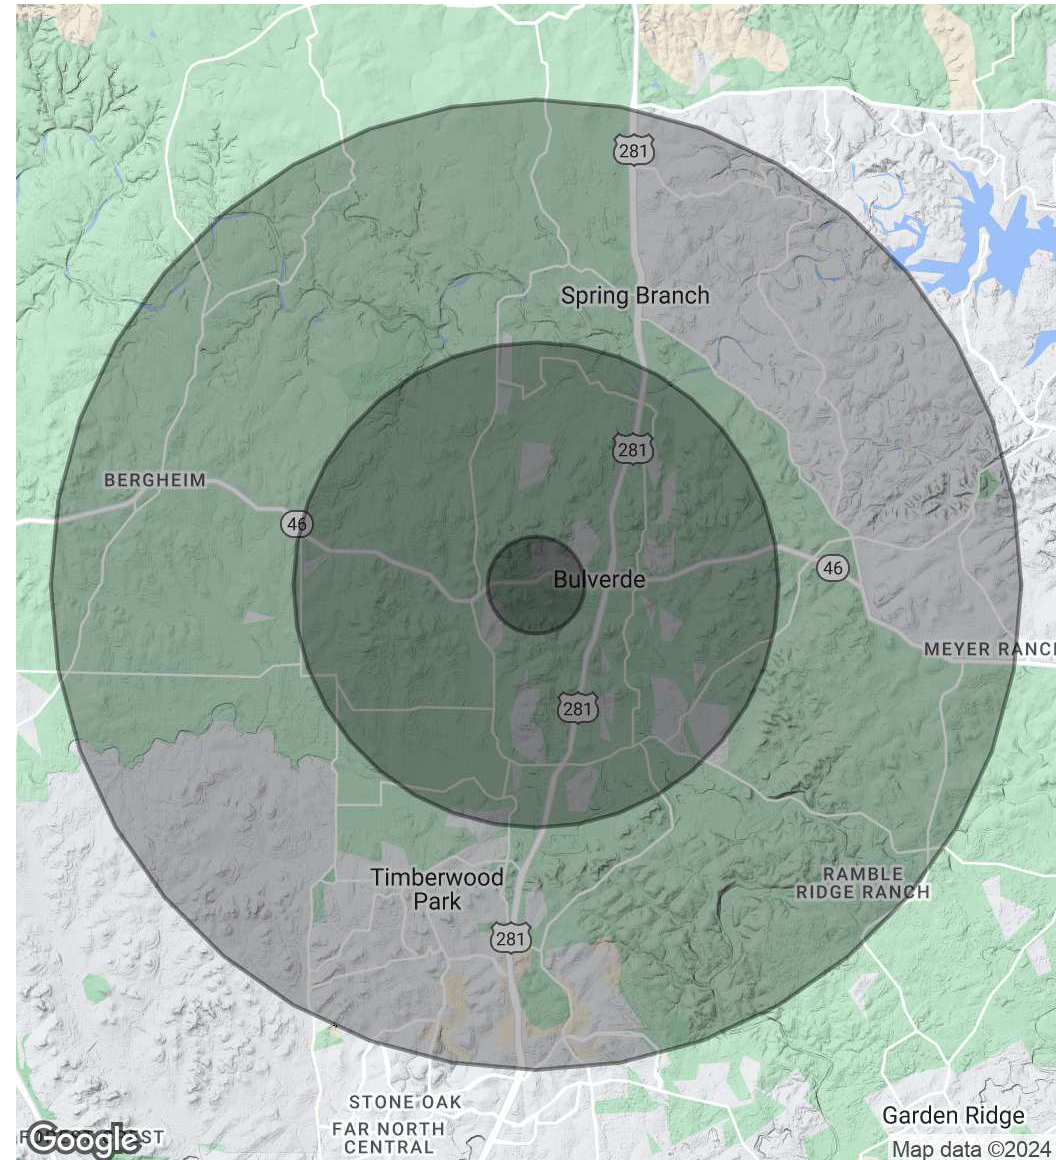 281
Spring Branch
281
BERGHEIM
46
46
Bulverde
MEYER RANCH
281
Timberwood
Park
RAMBLE
RIDGE RANCH
281
STONE OAK
FAR NORTH
CENTRAL
Garden Ridge
Google
Map data ©2024